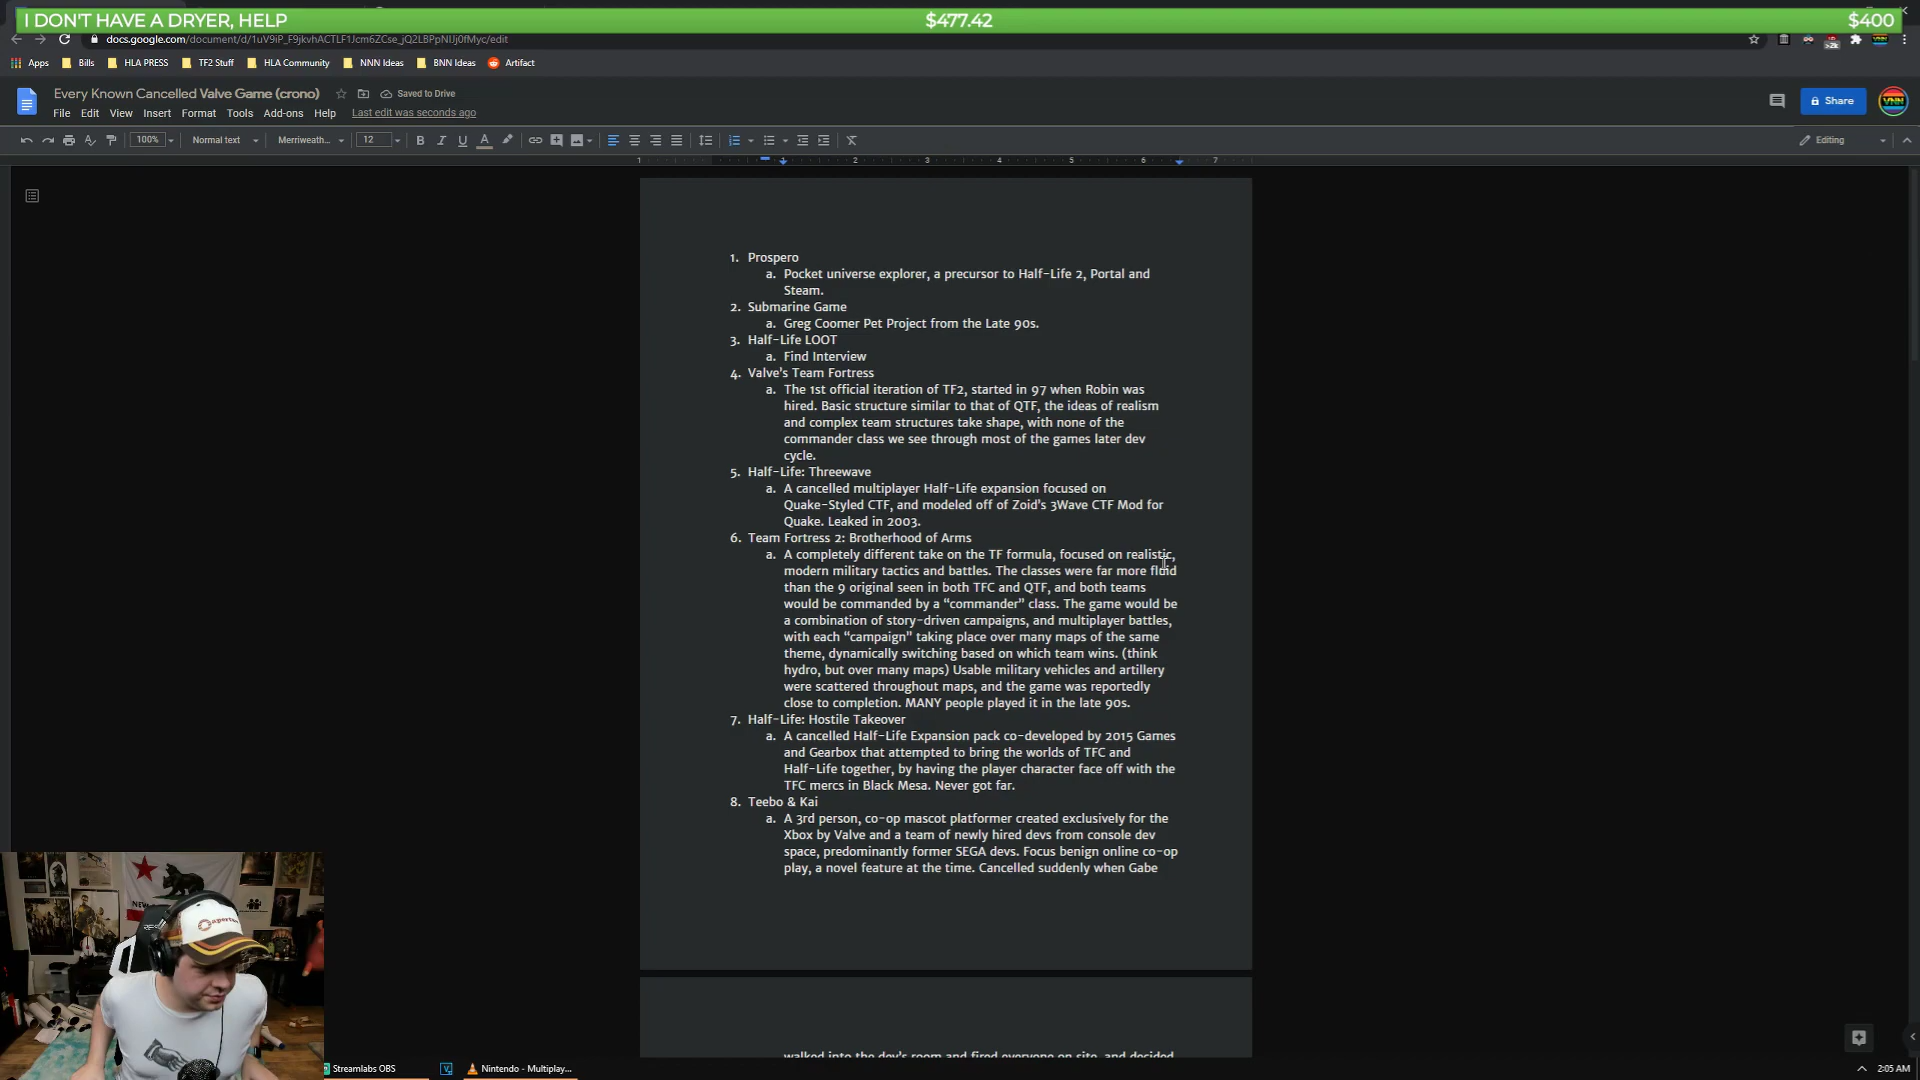 I DON'T HAVE A DRYER, HELP $477.42 $400
docs.google.com/document/d/1uV9iP_F9jkvhACTLF1Jcm6ZCse_jQ2LBPpNIJj0fMyc/edit
Apps Bills HLA PRESS TF2 Stuff HLA Community NNN Ideas BNN Ideas Artifact
Every Known Cancelled Valve Game (crono) Saved to Drive
File Edit View Insert Format Tools Add-ons Help Last edit was seconds ago
Share
100% Normal text Merriweath... 12 Editing
1 1 2 3 4 5 6 7
1. Prospero
a. Pocket universe explorer, a precursor to Half-Life 2, Portal and
Steam.
2. Submarine Game
a. Greg Coomer Pet Project from the Late 90s.
3. Half-Life LOOT
a. Find Interview
4. Valve's Team Fortress
a. The 1st official iteration of TF2, started in 97 when Robin was
hired. Basic structure similar to that of QTF, the ideas of realism
and complex team structures take shape, with none of the
commander class we see through most of the games later dev
cycle.
5. Half-Life: Threewave
a. A cancelled multiplayer Half-Life expansion focused on
Quake-Styled CTF, and modeled off of Zoid's 3Wave CTF Mod for
Quake. Leaked in 2003.
6. Team Fortress 2: Brotherhood of Arms
a. A completely different take on the TF formula, focused on realistic,
modern military tactics and battles. The classes were far more fluid
than the 9 original seen in both TFC and QTF, and both teams
would be commanded by a “commander” class. The game would be
a combination of story-driven campaigns, and multiplayer battles,
with each “campaign” taking place over many maps of the same
theme, dynamically switching based on which team wins. (think
hydro, but over many maps) Usable military vehicles and artillery
were scattered throughout maps, and the game was reportedly
close to completion. MANY people played it in the late 90s.
7. Half-Life: Hostile Takeover
a. A cancelled Half-Life Expansion pack co-developed by 2015 Games
and Gearbox that attempted to bring the worlds of TFC and
Half-Life together, by having the player character face off with the
TFC mercs in Black Mesa. Never got far.
8. Teebo & Kai
a. A 3rd person, co-op mascot platformer created exclusively for the
Xbox by Valve and a team of newly hired devs from console dev
space, predominantly former SEGA devs. Focus benign online co-op
play, a novel feature at the time. Cancelled suddenly when Gabe
walked into the dev's room and fired everyone on site, and decided
Streamlabs OBS Nintendo - Multiplay... 2:05 AM